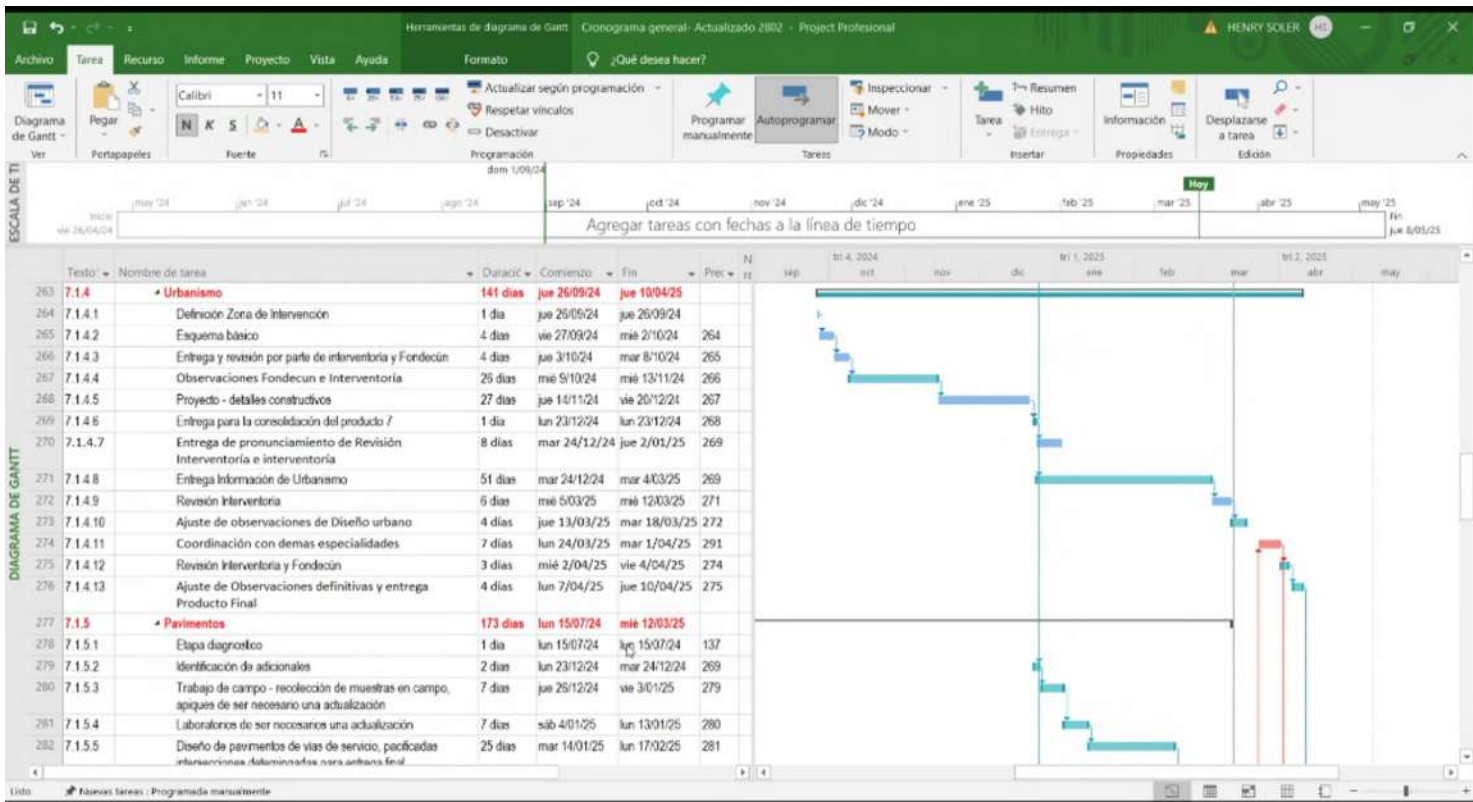 Herramientas de diagrama de Gantt Cronograma general- Actualizado 2802 - Project Profesional HENRY SOLER
Archivo Tarea Recurso Informe Proyecto Vista Ayuda Formato ¿Qué desea hacer?
Diagrama de Gantt
Pegar
Calibri 11
N K S A
Actualizar según programación
Respetar vínculos
Desactivar
Programar manualmente
Autoprogramar
Inspeccionar
Mover
Modo
Tarea
Resumen
Hito
Entrega
Información
Desplazarse a tarea
Ver Portapapeles Fuente Programación Tareas Insertar Propiedades Edición
dom 1/09/24
Hoy
ESCALA DE TI
may '24 jun '24 jul '24 ago '24 sep '24 oct '24 nov '24 dic '24 ene '25 feb '25 mar '25 abr '25 may '25
Inicio
vie 26/04/24
Agregar tareas con fechas a la línea de tiempo
Fin
jue 8/05/25
Nombre de tarea Duració Comienzo Fin Prec
tri 4, 2024 tri 1, 2025 tri 2, 2025
sep oct nov dic ene feb mar abr may
DIAGRAMA DE GANTT
263 7.1.4 Urbanismo 141 días jue 26/09/24 jue 10/04/25
264 7.1.4.1 Definición Zona de Intervención 1 dia jue 26/09/24 jue 26/09/24
265 7.1.4.2 Esquema básico 4 días vie 27/09/24 mié 2/10/24 264
266 7.1.4.3 Entrega y revisión por parte de interventoria y Fondecún 4 días jue 3/10/24 mar 8/10/24 265
267 7.1.4.4 Observaciones Fondecun e Interventoría 26 días mié 9/10/24 mié 13/11/24 266
268 7.1.4.5 Proyecto - detalles constructivos 27 días jue 14/11/24 vie 20/12/24 267
269 7.1.4.6 Entrega para la consolidación del producto 7 1 dia lun 23/12/24 lun 23/12/24 268
270 7.1.4.7 Entrega de pronunciamiento de Revisión Interventoría e interventoría 8 días mar 24/12/24 jue 2/01/25 269
271 7.1.4.8 Entrega Información de Urbanismo 51 días mar 24/12/24 mar 4/03/25 269
272 7.1.4.9 Revisión Interventoria 6 días mié 5/03/25 mié 12/03/25 271
273 7.1.4.10 Ajuste de observaciones de Diseño urbano 4 días jue 13/03/25 mar 18/03/25 272
274 7.1.4.11 Coordinación con demas especialidades 7 días lun 24/03/25 mar 1/04/25 291
275 7.1.4.12 Revisión Interventoria y Fondecún 3 días mié 2/04/25 vie 4/04/25 274
276 7.1.4.13 Ajuste de Observaciones definitivas y entrega Producto Final 4 días lun 7/04/25 jue 10/04/25 275
277 7.1.5 Pavimentos 173 días lun 15/07/24 mié 12/03/25
278 7.1.5.1 Etapa diagnostico 1 dia lun 15/07/24 lun 15/07/24 137
279 7.1.5.2 Identificación de adicionales 2 días lun 23/12/24 mar 24/12/24 269
280 7.1.5.3 Trabajo de campo - recolección de muestras en campo, apiques de ser necesario una actualización 7 días jue 26/12/24 vie 3/01/25 279
281 7.1.5.4 Laboratorios de ser necesarios una actualización 7 días sáb 4/01/25 lun 13/01/25 280
282 7.1.5.5 Diseño de pavimentos de vias de servicio, pacificadas 25 días mar 14/01/25 lun 17/02/25 281
Listo Nuevas tareas : Programada manualmente